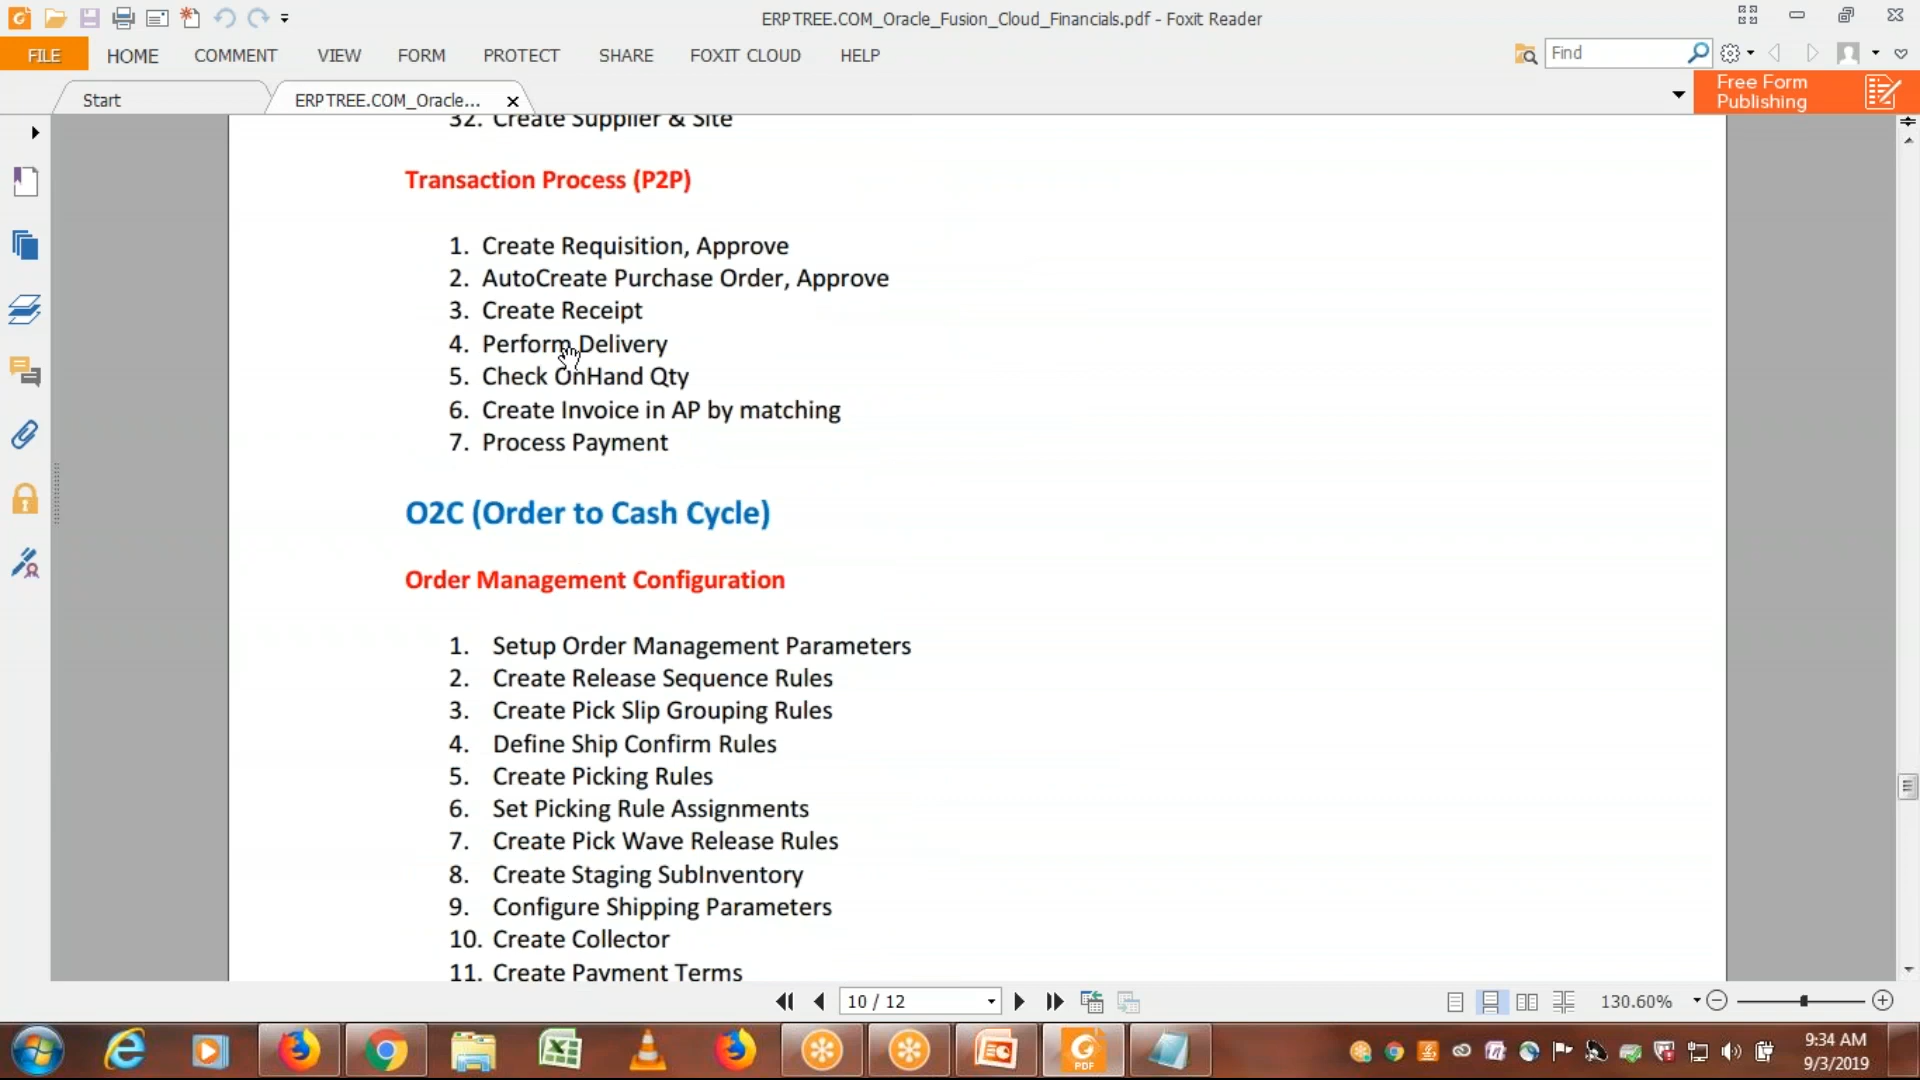 ERPTREE.COM_Oracle_Fusion_Cloud_Financials.pdf - Foxit Reader
FILE HOME COMMENT VIEW FORM PROTECT SHARE FOXIT CLOUD HELP Find
Start ERPTREE.COM_Oracle...
Free Form
Publishing
32. Create Supplier & Site
Transaction Process (P2P)
1. Create Requisition, Approve
2. AutoCreate Purchase Order, Approve
3. Create Receipt
4. Perform Delivery
5. Check OnHand Qty
6. Create Invoice in AP by matching
7. Process Payment
O2C (Order to Cash Cycle)
Order Management Configuration
1. Setup Order Management Parameters
2. Create Release Sequence Rules
3. Create Pick Slip Grouping Rules
4. Define Ship Confirm Rules
5. Create Picking Rules
6. Set Picking Rule Assignments
7. Create Pick Wave Release Rules
8. Create Staging SubInventory
9. Configure Shipping Parameters
10. Create Collector
11. Create Payment Terms
10 / 12
130.60%
PDF
9:34 AM
9/3/2019